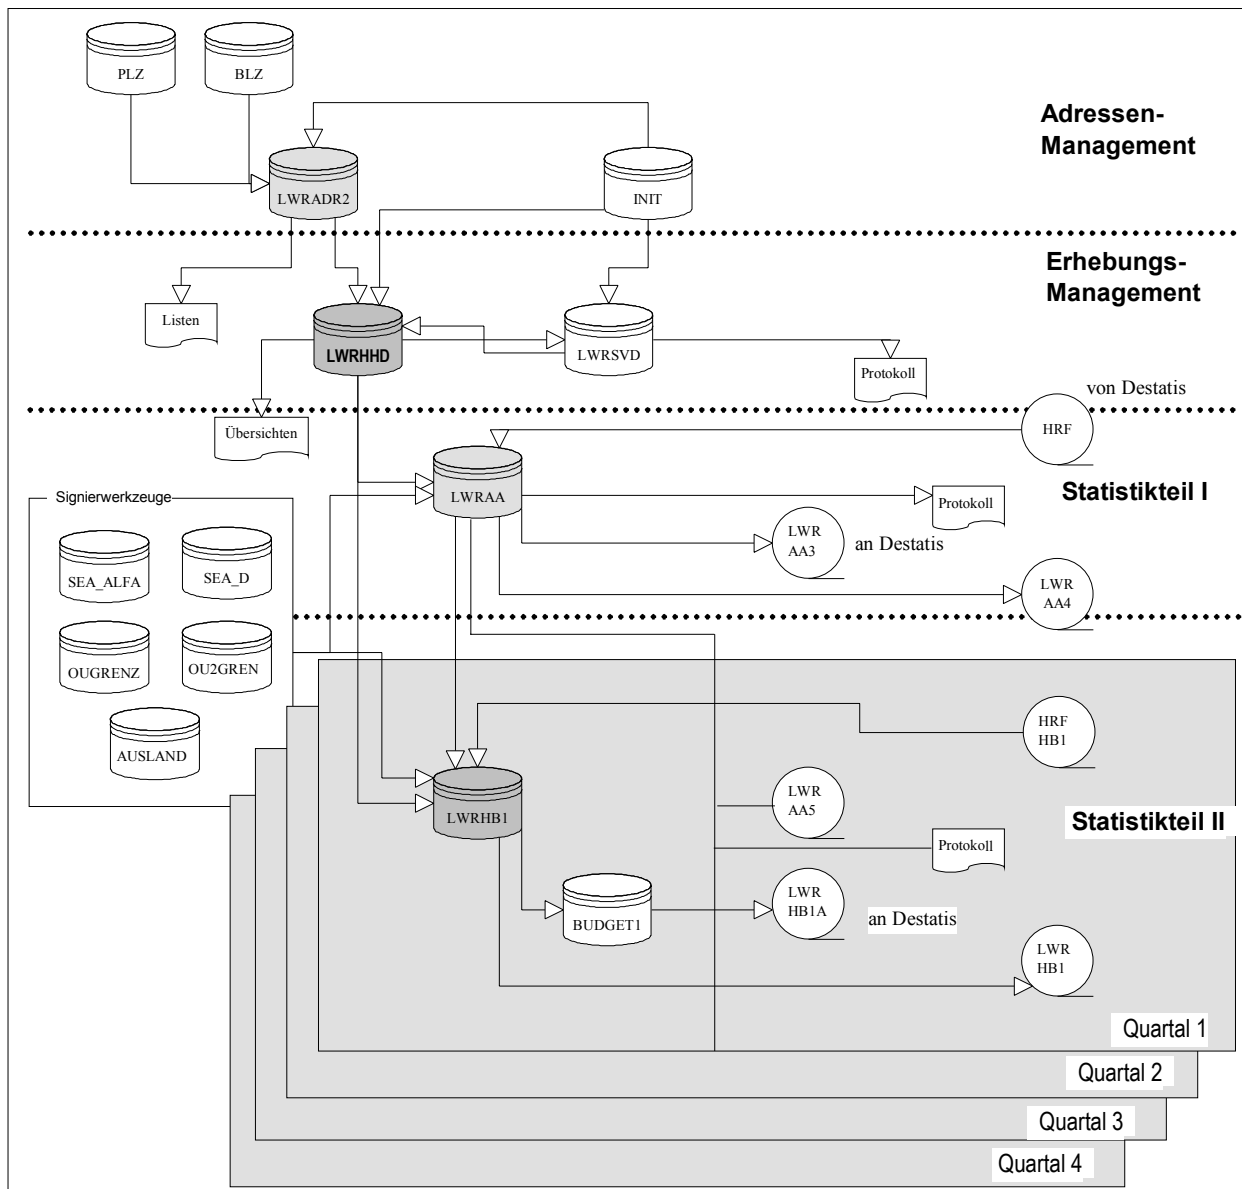 PLZ
BLZ
Adressen-
Management
LWRADR2
INIT
Erhebungs-
Management
Listen
LWRHHD
LWRSVD
Protokoll
von Destatis
Übersichten
HRF
LWRAA
Statistikteil I
Signierwerkzeuge
Protokoll
LWR
AA3
an Destatis
SEA_ALFA
SEA_D
LWR
AA4
OUGRENZ
OU2GREN
HRF
HB1
AUSLAND
LWRHB1
LWR
AA5
Statistikteil II
Protokoll
BUDGET1
LWR
HB1A
an Destatis
LWR
HB1
Quartal 1
Quartal 2
Quartal 3
Quartal 4